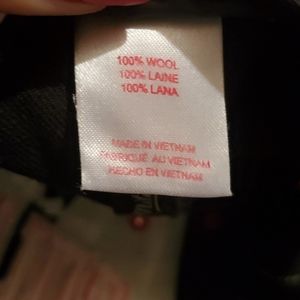 100% WOOL
100% LAINE
100% LANA
MADE IN VIETNAM
FABRIQUÉ AU VIETNAM
HECHO EN VIETNAM